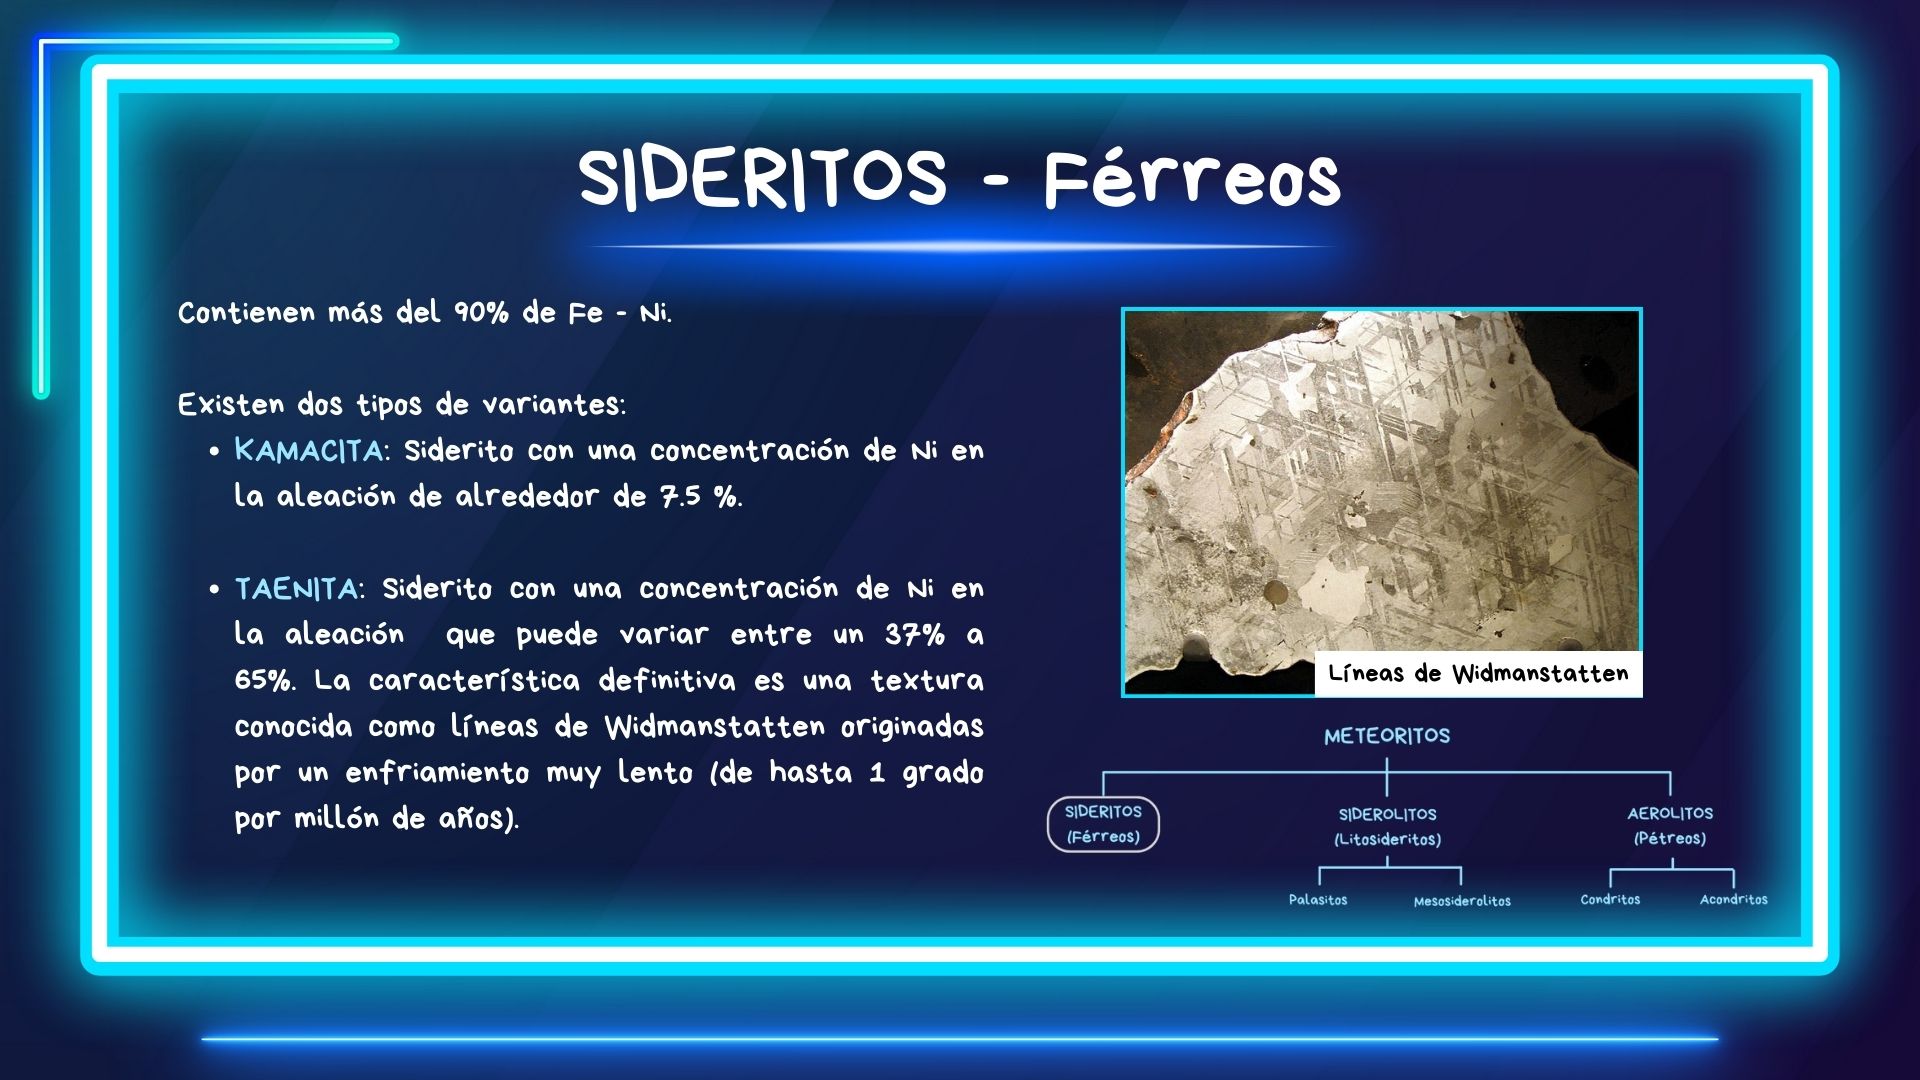 SIDERITOS - Férreos
Contienen más del 90% de Fe - Ni.
Existen dos tipos de variantes:
• KAMACITA: Siderito con una concentración de Ni en
la aleación de alrededor de 7.5 %.
• TAENITA: Siderito con una concentración de Ni en
la aleación que puede variar entre un 37% a
65%. La característica definitiva es una textura
conocida como líneas de Widmanstatten originadas
por un enfriamiento muy lento (de hasta 1 grado
por millón de años).
Líneas de Widmanstatten
METEORITOS
SIDERITOS
(Férreos)
SIDEROLITOS
(Litosideritos)
AEROLITOS
(Pétreos)
Palasitos
Mesosiderolitos
Condritos
Acondritos